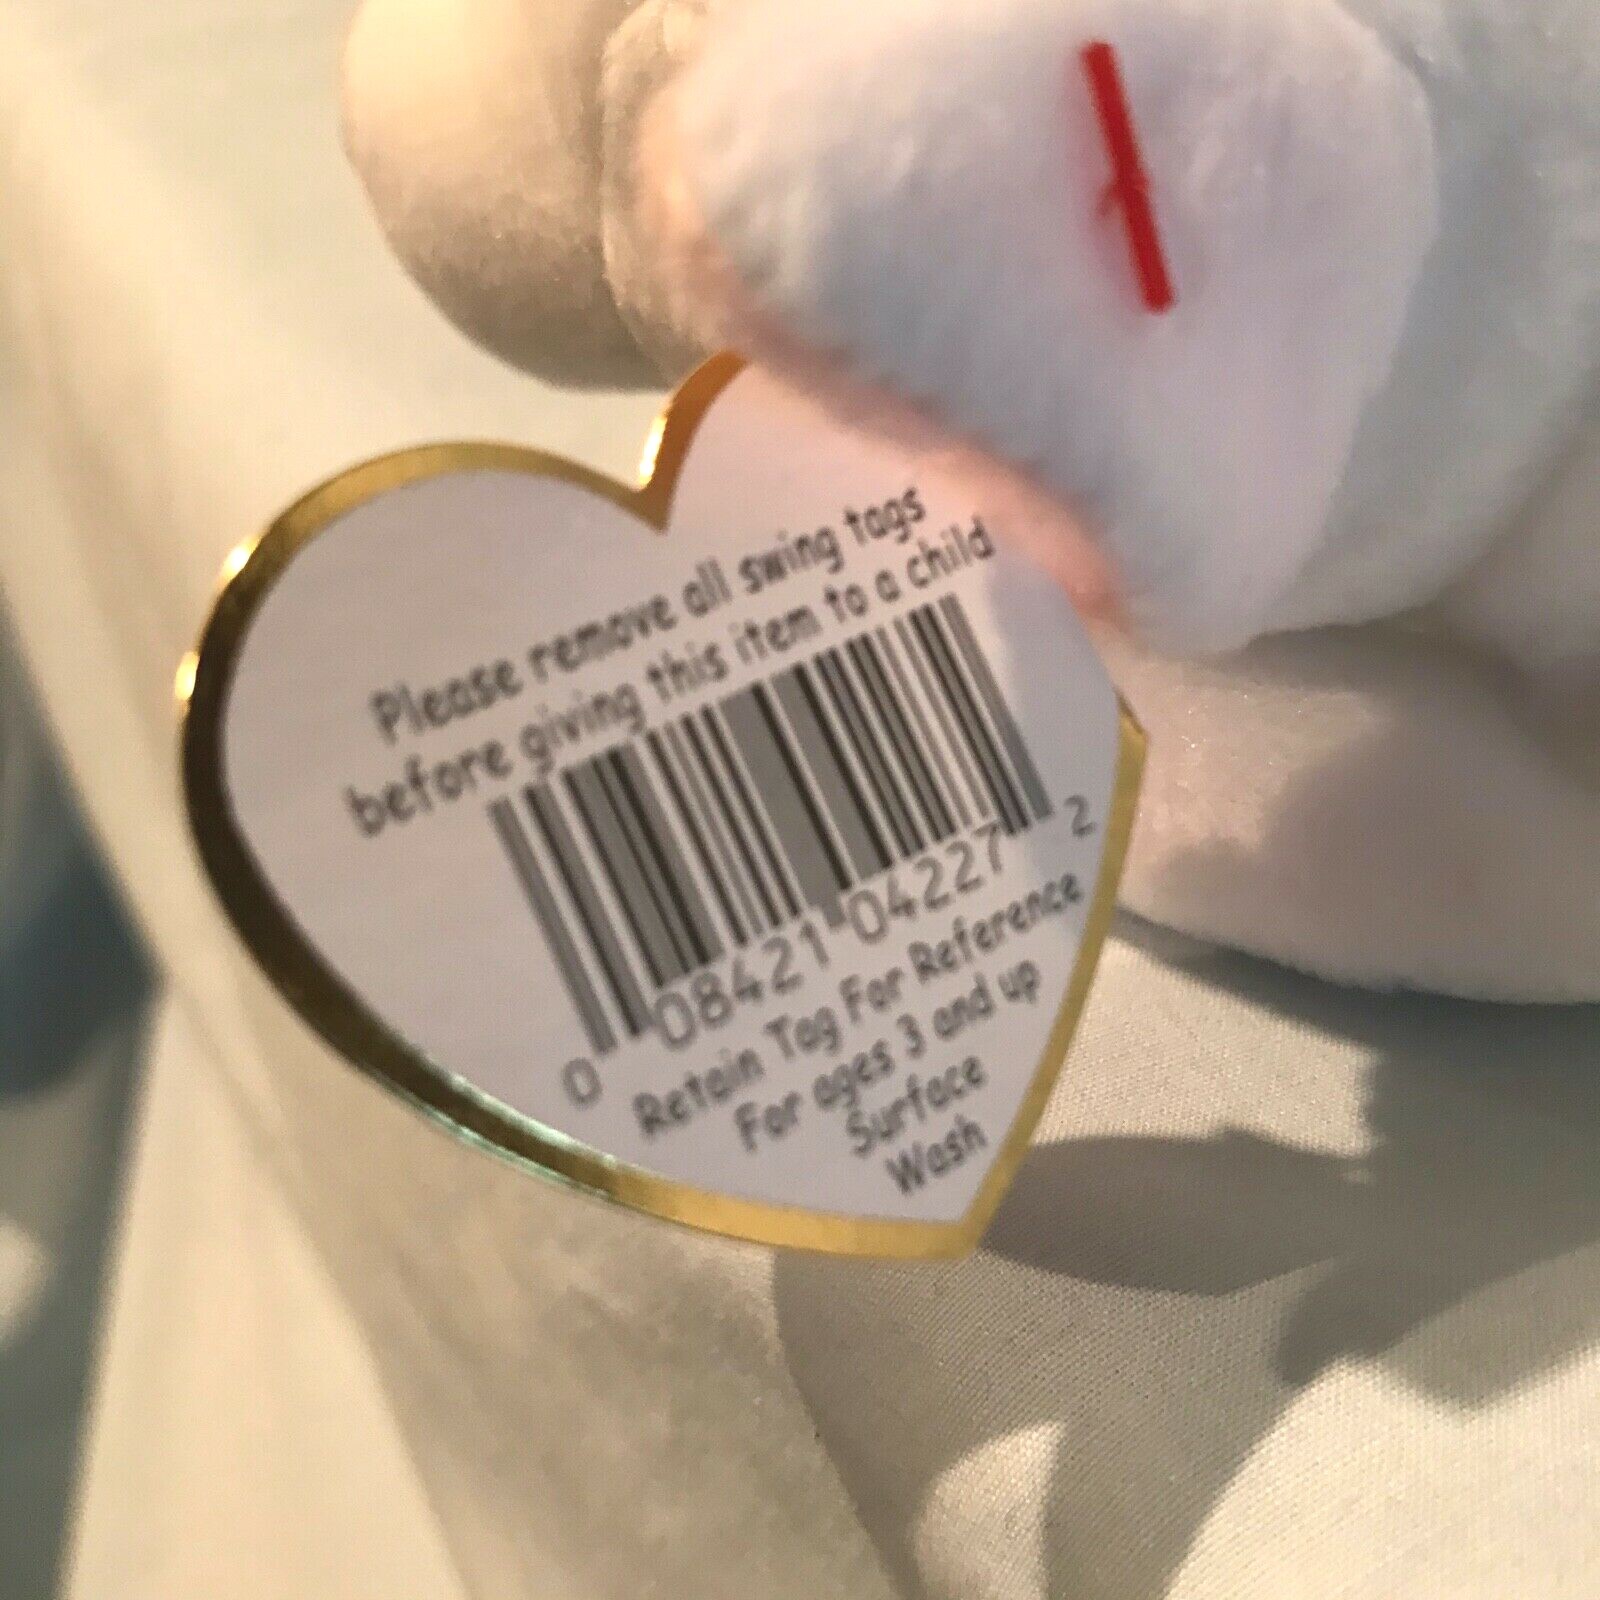 Please remove all swing tags
before giving this item to a child
0 08421 04227 2
Retain Tag For Reference
For ages 3 and up
Surface
Wash